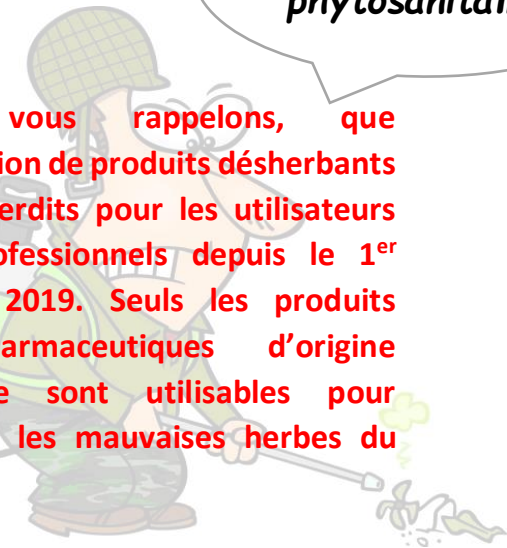 vous rappelons, que
ion de produits désherbants
erdits pour les utilisateurs
ofessionnels depuis le 1er
2019. Seuls les produits
armaceutiques d'origine
e sont utilisables pour
les mauvaises herbes du